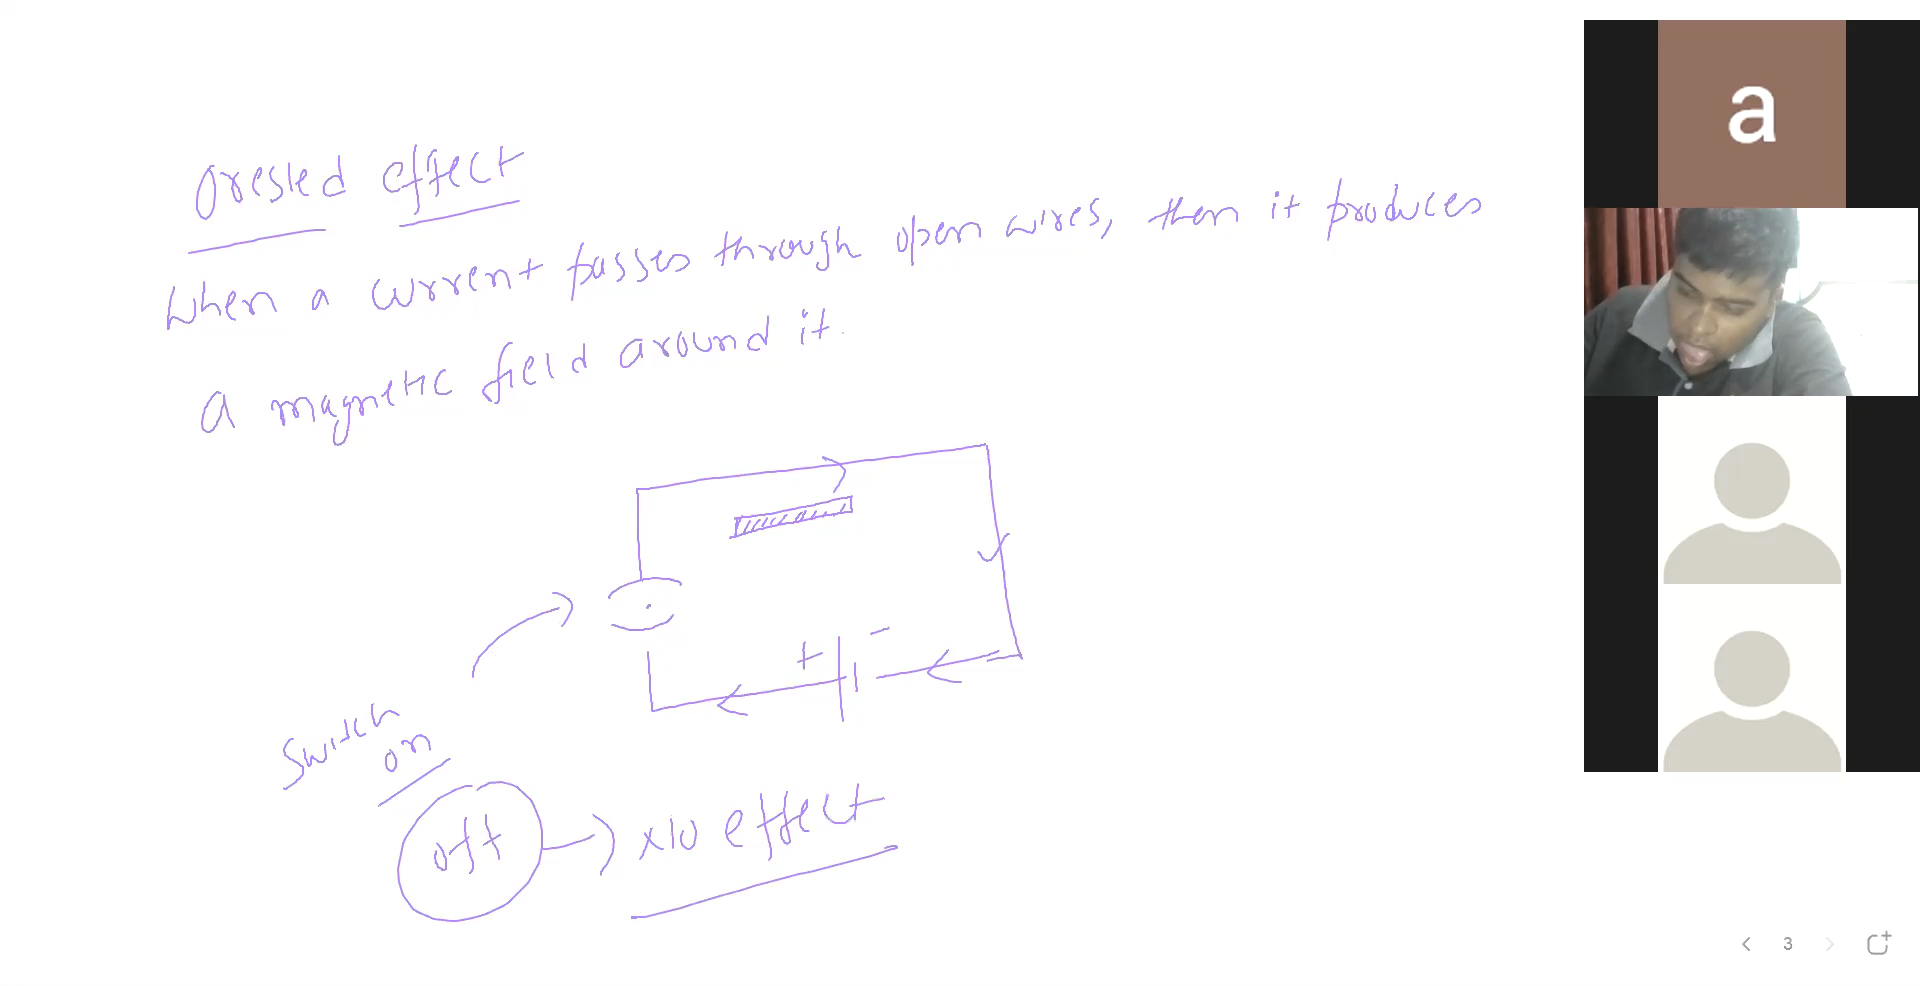 Orested effect
When a current passes through open wires, then it produces
a magnetic field around it.
+ -
Switch
on
off → No effect
a
3